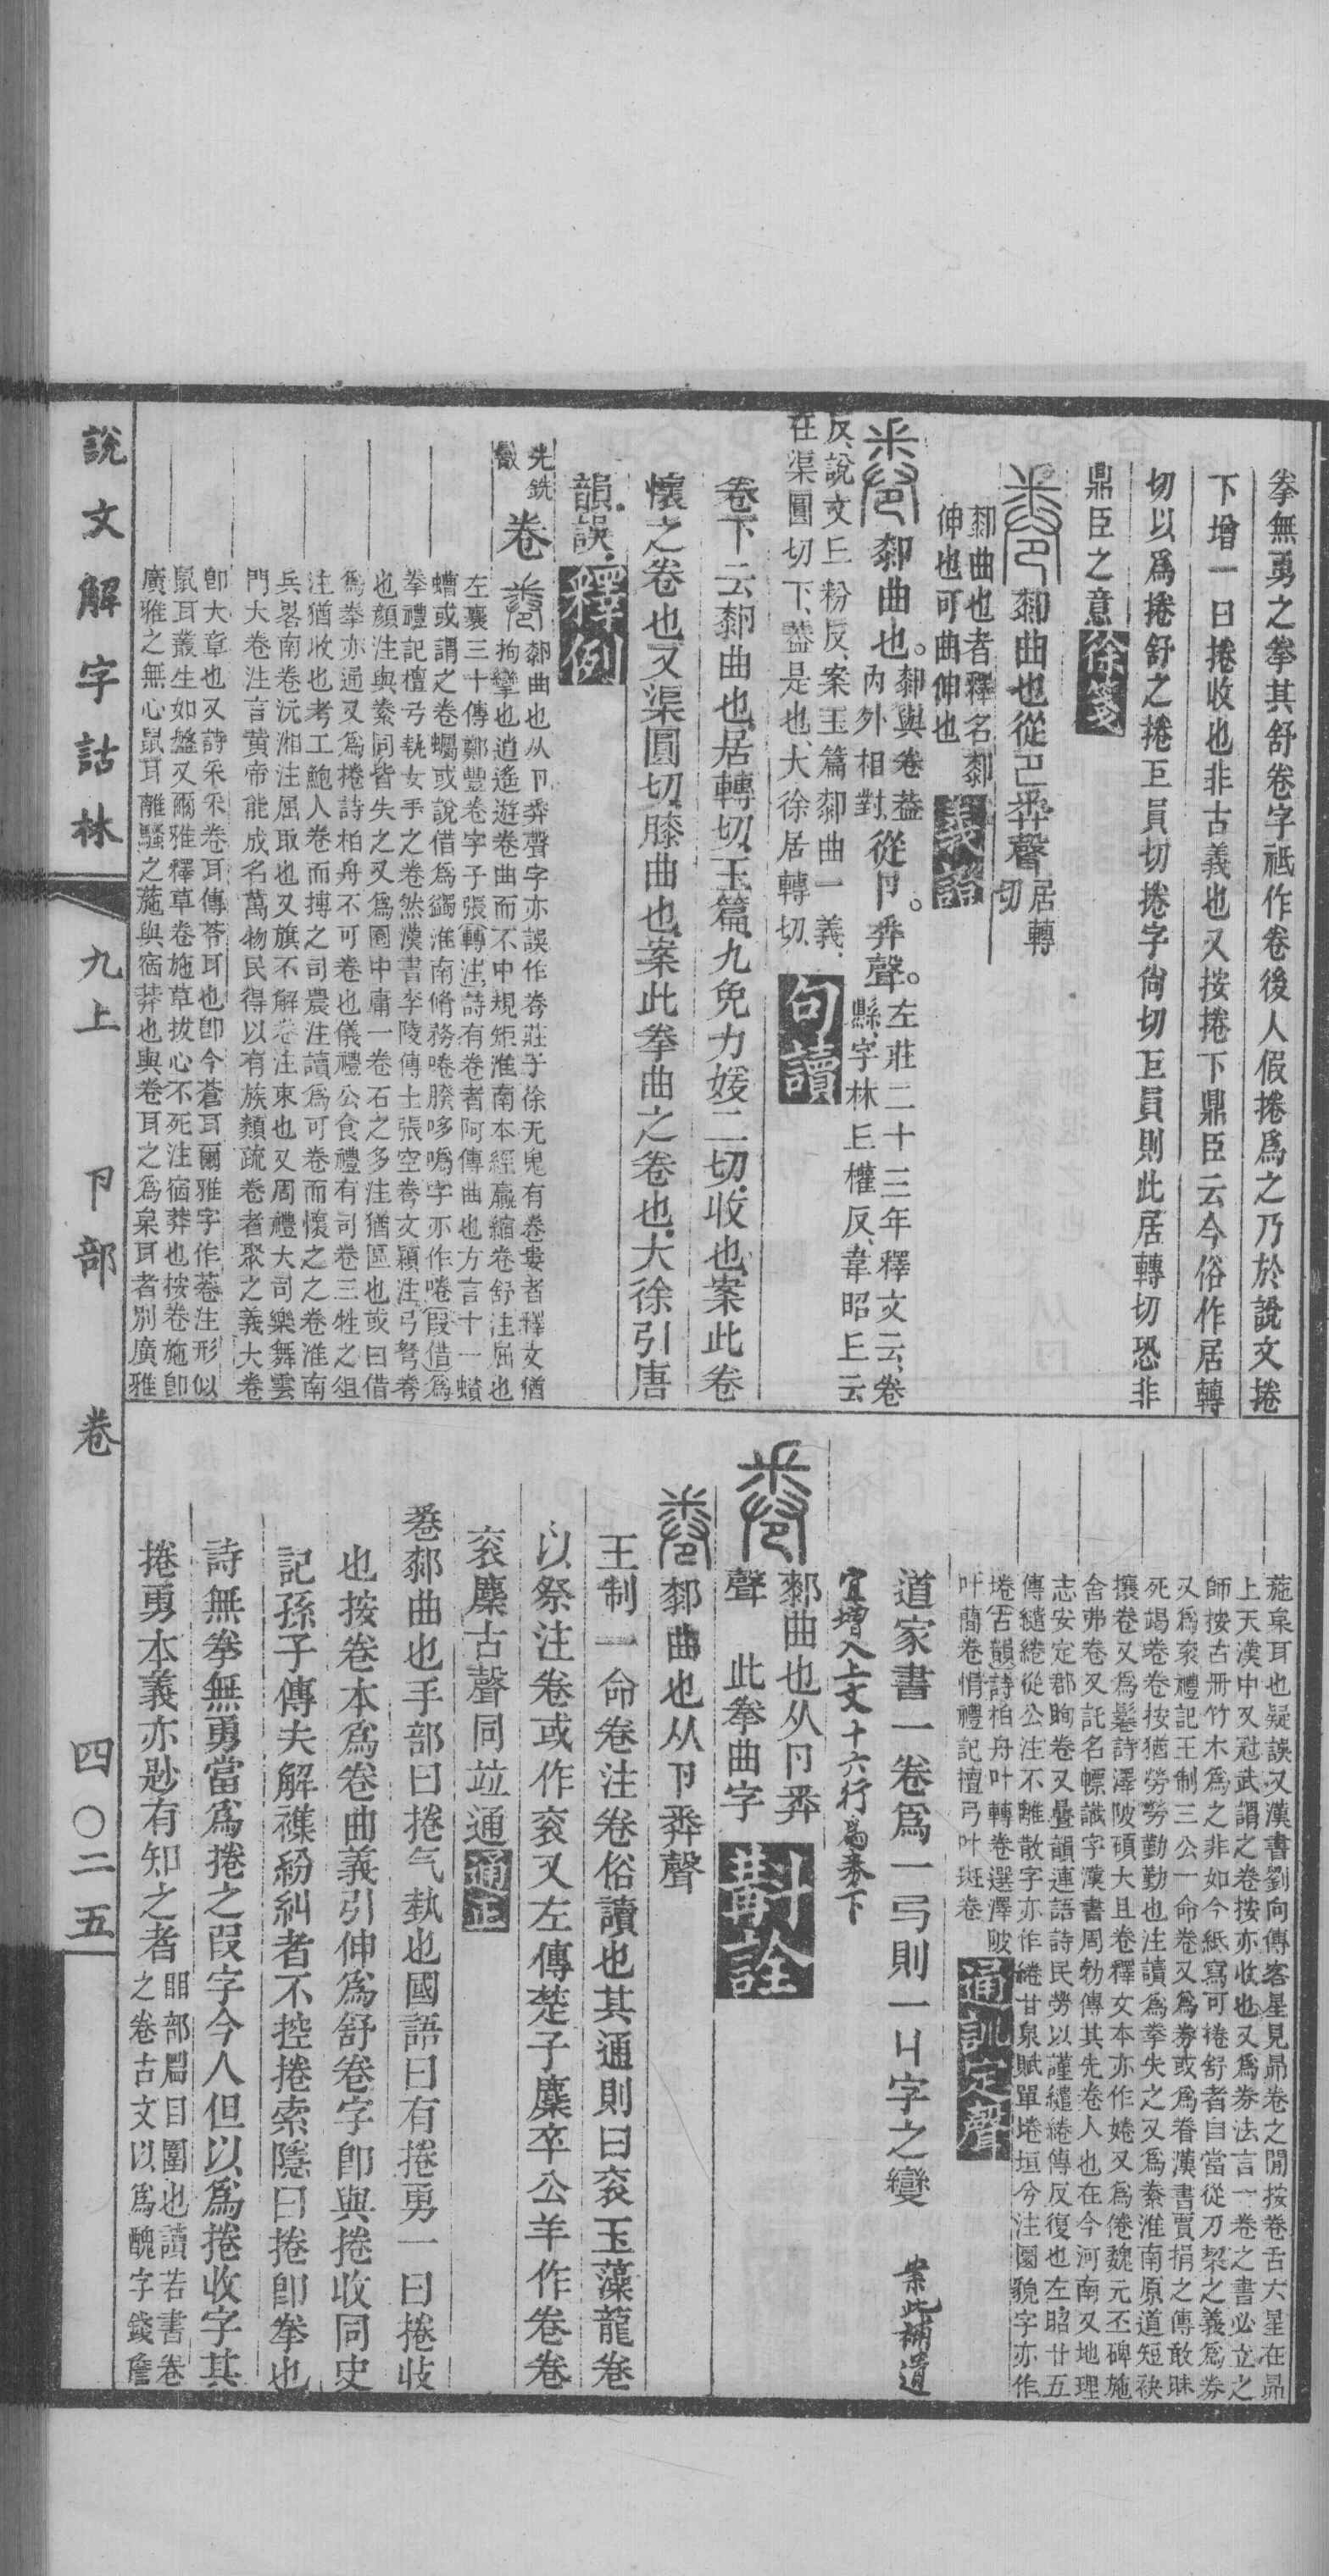 拳無勇之拳其舒卷字祇作卷後人假捲爲之乃於說文捲
下增一曰捲收也非古義也又按捲下鼎臣云今俗作居轉
切以爲捲舒之捲巨員切捲字尙切巨員則此居轉切恐非
鼎臣之意徐箋
厀曲也從卪𢍏聲居轉切
厀曲也者釋名厀
伸也可曲伸也
厀曲也。厀與卷葢內外相對從卪。𢍏聲。左莊二十三年釋文云、卷
縣字林㠯權反、韋昭㠯云
反、說文㠯粉反、案玉篇厀曲一義、
在渠圓切下、葢是也、大徐居轉切、句讀
卷下云厀曲也、居轉切、玉篇、九免力媛二切、收也、案此卷
懷之卷也、又渠圓切、膝曲也、案此拳曲之卷也、大徐引唐
韻、誤、釋例
先銑韻
卷 厀曲也从卪𢍏聲字亦誤作𢍏莊子徐无鬼有卷婁者釋文猶
拘攣也逍遙遊卷曲而不中規矩淮南本經嬴縮卷舒注屈也
左襄三十傳鄭豐卷字子張轉注詩有卷者阿傳曲也方言十一蠀
螬或謂之卷蠾或說借爲蠲淮南脩務啳脥哆噅字亦作啳叚借爲
拳禮記檀弓執女手之卷然漢書李陵傳士張空弮文穎注弓弩弮
也顏注與絭同皆失之又爲圈中庸一卷石之多注猶區也或曰借
爲拳亦通又爲捲詩柏舟不可卷也儀禮公食禮有司卷三牲之俎
注猶收也考工鮑人卷而摶之司農注讀爲可卷而懷之之卷淮南
兵畧南卷沅湘注屈取也又旗不解卷注束也又周禮大司樂舞雲
門大卷注言黄帝能成名萬物民得以有族類疏卷者聚之義大卷
卽大章也又詩采采卷耳傳苓耳也卽今蒼耳爾雅字作菤注形似
鼠耳叢生如盤又爾雅釋草卷施草拔心不死注宿莽也按卷施卽
廣雅之無心鼠耳離騷之葹與宿莽也與卷耳之爲枲耳者別廣雅
葹枲耳也疑誤又漢書劉向傳客星見昴卷之閒按卷舌六星在昴
上天漢中又冠武謂之卷按亦收也又爲券法言一卷之書必立之
師按古冊竹木爲之非如今紙寫可捲舒者自當從刀栔之義爲券
又爲衮禮記王制三公一命卷又爲券或爲眷漢書賈捐之傳敢昧
死竭卷卷按猶勞勞勤勤也注讀爲拳失之又爲絭淮南原道短袂
攘卷又爲鬈詩澤陂碩大且卷釋文本亦作婘又爲倦魏元丕碑施
舍弗卷又託名幖識字漢書周勃傳其先卷人也在今河南又地理
志安定郡眴卷又疊韻連語詩民勞以謹繾綣傳反復也左昭廿五
傳繾綣從公注不離散字亦作綣甘泉賦單埢垣兮注圜貌字亦作
埢古韻詩柏舟叶轉卷選澤陂
叶蕳卷悁禮記檀弓叶斑卷 通訓定聲
道家書一卷爲一弓則一丩字之變 案此補遺
宜增入上文十六行爲弮下
厀曲也从卪𢍏
聲 此拳曲字 斠詮
厀曲也从卪𢍏聲
王制一命卷注卷俗讀也其通則曰衮玉藻龍卷
以祭注卷或作衮又左傳楚子麇卒公羊作卷卷
衮麇古聲同竝通 通正
卷厀曲也手部曰捲气埶也國語曰有捲勇一曰捲收
也按卷本爲卷曲義引伸爲舒卷字卽與捲收同史
記孫子傳夫解襍紛糾者不控捲索隱曰捲卽拳也
詩無拳無勇當爲捲之叚字今人但以爲捲收字其
捲勇本義亦尟有知之者䀠部𥇛目圍也讀若書卷
之卷古文以爲醜字錢詹
說文解字詁林 九上 卪部 卷 四〇二五